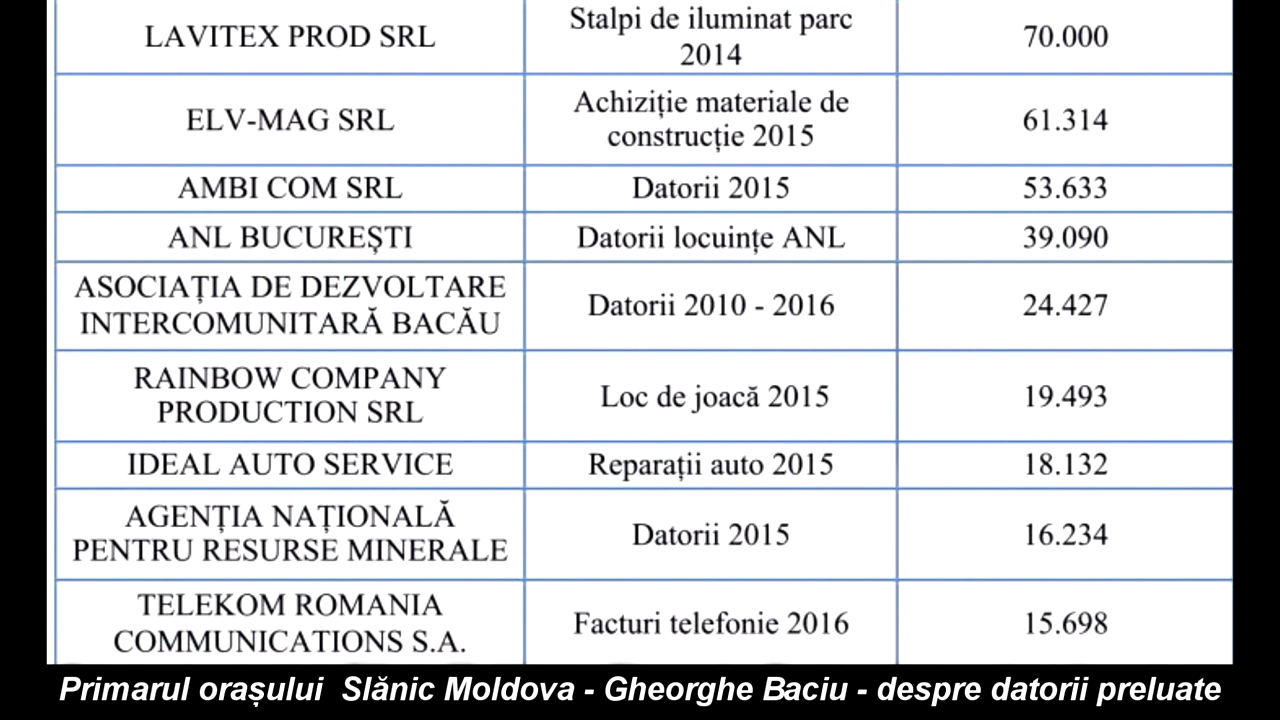 LAVITEX PROD SRL
Stalpi de iluminat parc
2014
70.000
ELV-MAG SRL
Achiziție materiale de
construcție 2015
61.314
AMBI COM SRL
Datorii 2015
53.633
ANL BUCUREȘTI
Datorii locuințe ANL
39.090
ASOCIAȚIA DE DEZVOLTARE
INTERCOMUNITARĂ BACĂU
Datorii 2010 - 2016
24.427
RAINBOW COMPANY
PRODUCTION SRL
Loc de joacă 2015
19.493
IDEAL AUTO SERVICE
Reparații auto 2015
18.132
AGENȚIA NAȚIONALĂ
PENTRU RESURSE MINERALE
Datorii 2015
16.234
TELEKOM ROMANIA
COMMUNICATIONS S.A.
Facturi telefonie 2016
15.698
Primarul orașului Slănic Moldova - Gheorghe Baciu - despre datorii preluate